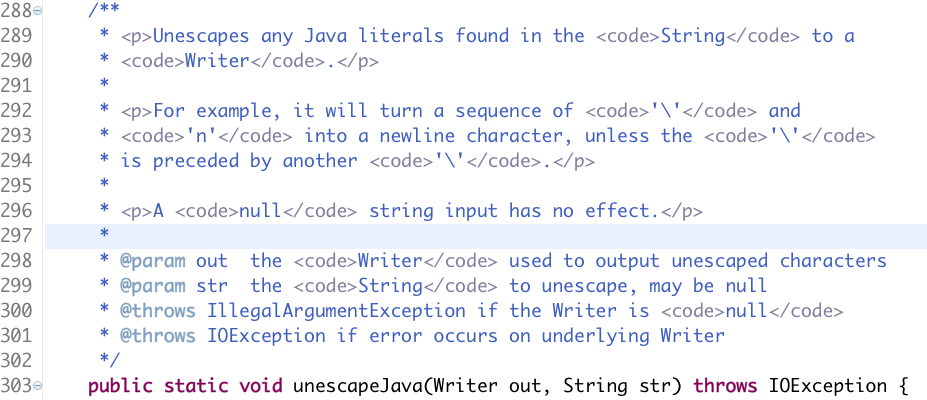 288 /**
289 * <p>Unescapes any Java literals found in the <code>String</code> to a
290 * <code>Writer</code>.</p>
291 *
292 * <p>For example, it will turn a sequence of <code>'\'</code> and
293 * <code>'n'</code> into a newline character, unless the <code>'\'</code>
294 * is preceded by another <code>'\'</code>.</p>
295 *
296 * <p>A <code>null</code> string input has no effect.</p>
297 *
298 * @param out  the <code>Writer</code> used to output unescaped characters
299 * @param str  the <code>String</code> to unescape, may be null
300 * @throws IllegalArgumentException if the Writer is <code>null</code>
301 * @throws IOException if error occurs on underlying Writer
302 */
303 public static void unescapeJava(Writer out, String str) throws IOException {